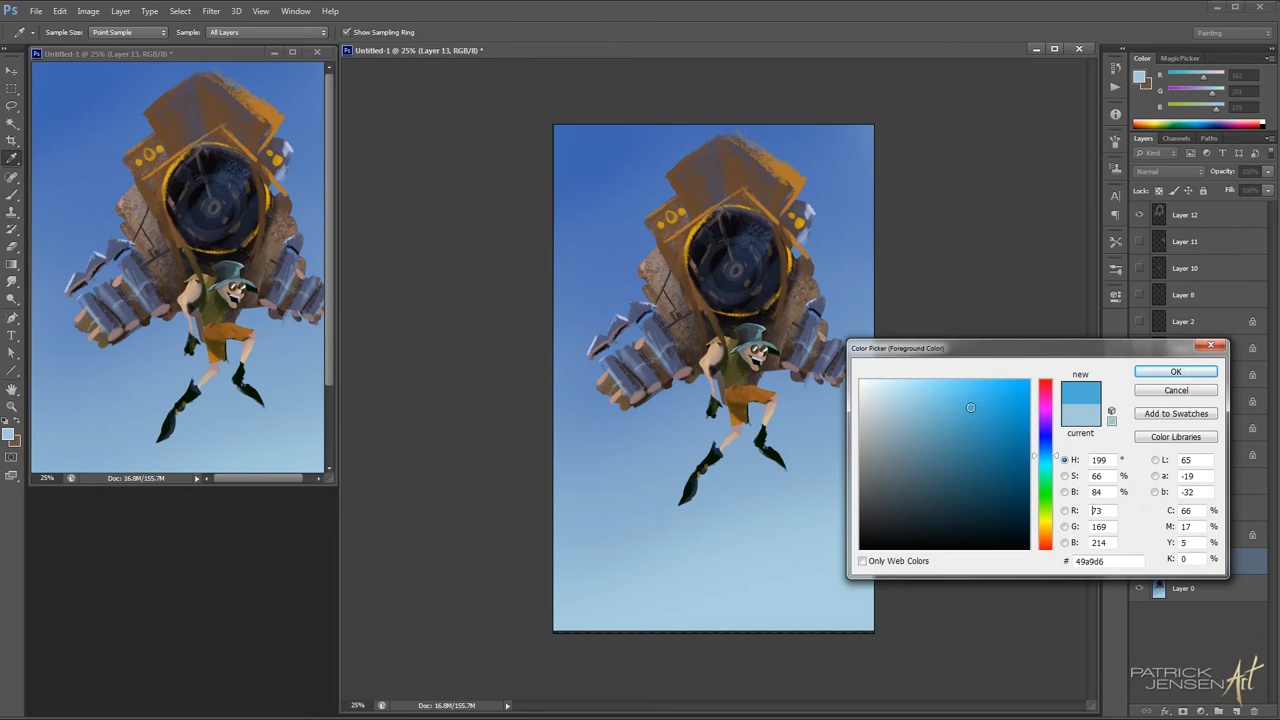 Ps File Edit Image Layer Type Select Filter 3D View Window Help
Sample Size: Point Sample Sample: All Layers Show Sampling Ring Painting
Untitled-1 @ 25% (Layer 13, RGB/8) *
Untitled-1 @ 25% (Layer 13, RGB/8) *
Color MagicPicker
R 182
G 201
B 219
Layers Channels Paths
Kind
Normal Opacity: 100%
Lock: Fill: 100%
Layer 12
Layer 11
Layer 10
Layer 8
Layer 2
Color Picker (Foreground Color)
new
current
OK
Cancel
Add to Swatches
Color Libraries
H: 199 °
S: 66 %
B: 84 %
R: 73
G: 169
B: 214
L: 65
a: -19
b: -32
C: 66 %
M: 17 %
Y: 5 %
K: 0 %
# 49a9d6
Only Web Colors
Layer 0
25% Doc: 16.8M/155.7M
25% Doc: 16.8M/155.7M
PATRICK
JENSEN Art